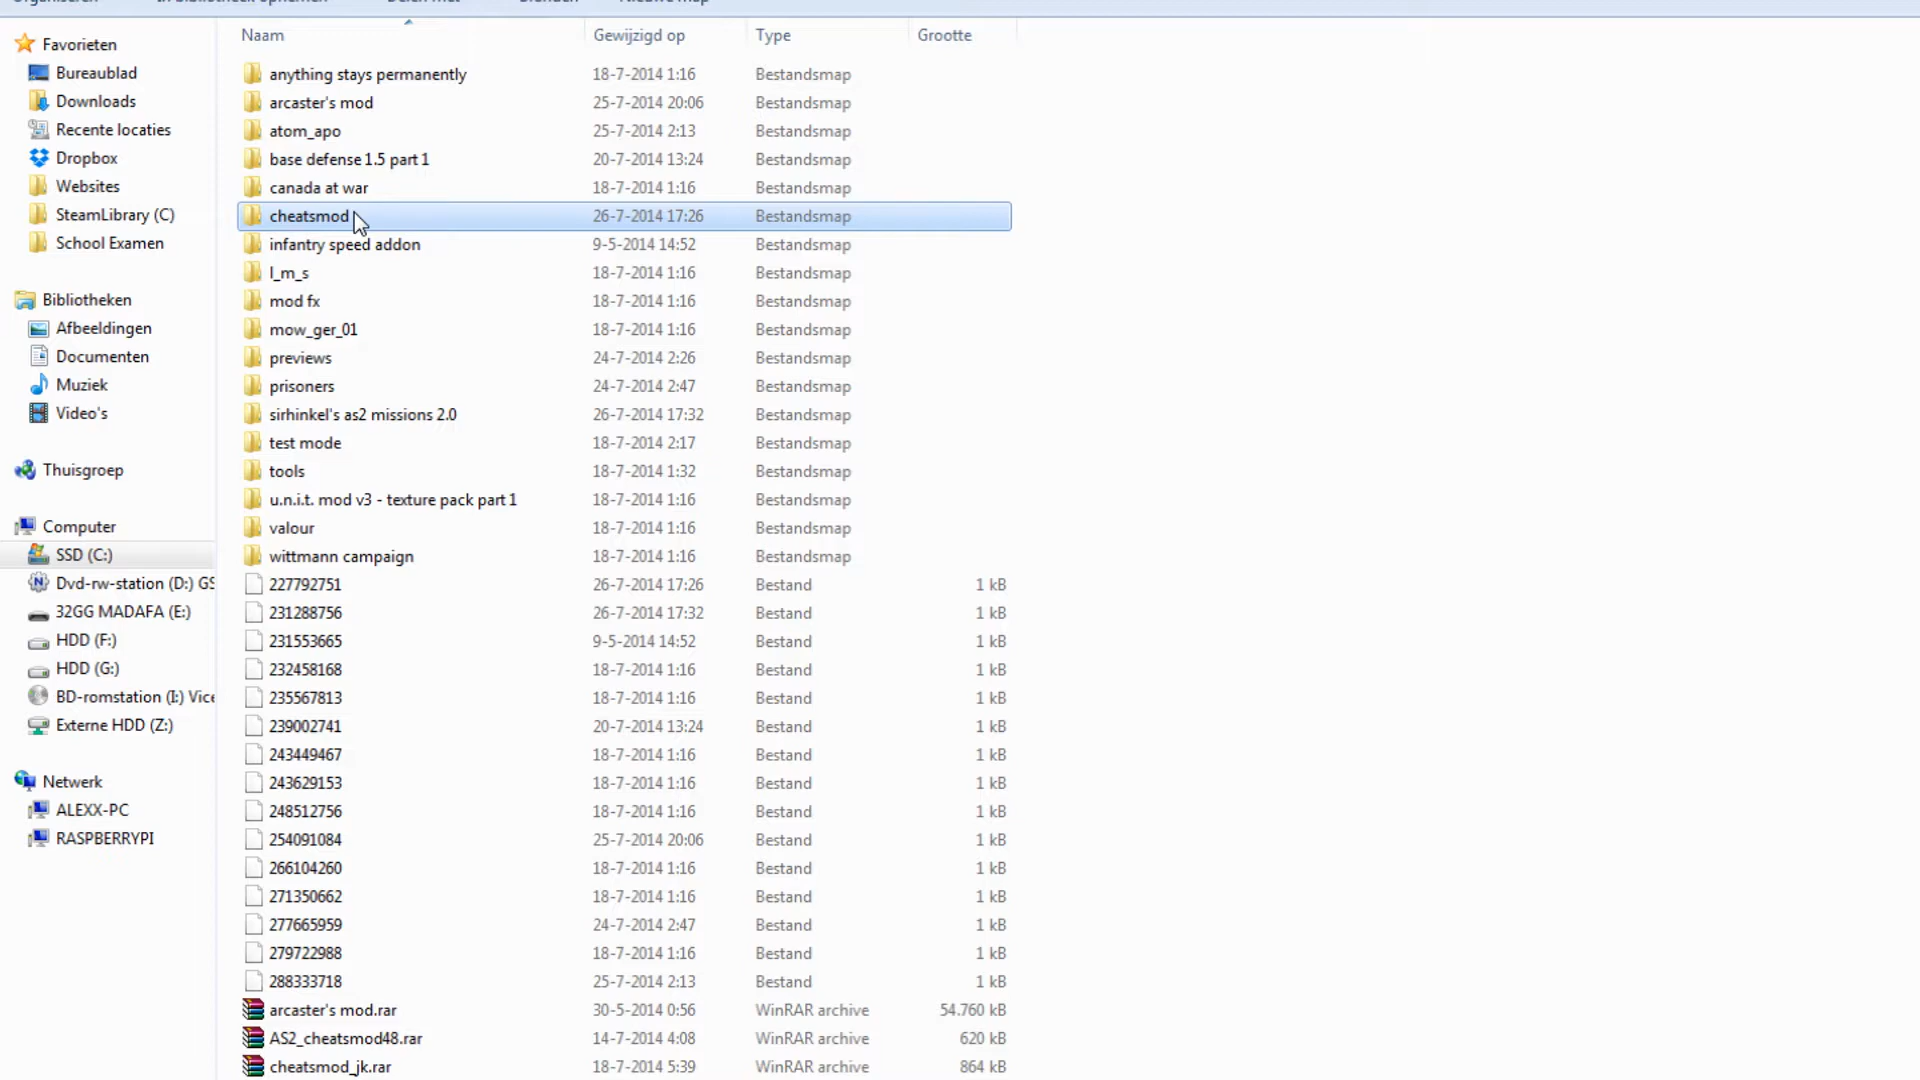 Organiseren In bibliotheek opnemen Delen met Branden Nieuwe map
Naam Gewijzigd op Type Grootte
Favorieten
Bureaublad
Downloads
Recente locaties
Dropbox
Websites
SteamLibrary (C)
School Examen
Bibliotheken
Afbeeldingen
Documenten
Muziek
Video's
Thuisgroep
Computer
SSD (C:)
Dvd-rw-station (D:) GS
32GG MADAFA (E:)
HDD (F:)
HDD (G:)
BD-romstation (I:) Vice
Externe HDD (Z:)
Netwerk
ALEXX-PC
RASPBERRYPI
anything stays permanently 18-7-2014 1:16 Bestandsmap
arcaster's mod 25-7-2014 20:06 Bestandsmap
atom_apo 25-7-2014 2:13 Bestandsmap
base defense 1.5 part 1 20-7-2014 13:24 Bestandsmap
canada at war 18-7-2014 1:16 Bestandsmap
cheatsmod 26-7-2014 17:26 Bestandsmap
infantry speed addon 9-5-2014 14:52 Bestandsmap
l_m_s 18-7-2014 1:16 Bestandsmap
mod fx 18-7-2014 1:16 Bestandsmap
mow_ger_01 18-7-2014 1:16 Bestandsmap
previews 24-7-2014 2:26 Bestandsmap
prisoners 24-7-2014 2:47 Bestandsmap
sirhinkel's as2 missions 2.0 26-7-2014 17:32 Bestandsmap
test mode 18-7-2014 2:17 Bestandsmap
tools 18-7-2014 1:32 Bestandsmap
u.n.i.t. mod v3 - texture pack part 1 18-7-2014 1:16 Bestandsmap
valour 18-7-2014 1:16 Bestandsmap
wittmann campaign 18-7-2014 1:16 Bestandsmap
227792751 26-7-2014 17:26 Bestand 1 kB
231288756 26-7-2014 17:32 Bestand 1 kB
231553665 9-5-2014 14:52 Bestand 1 kB
232458168 18-7-2014 1:16 Bestand 1 kB
235567813 18-7-2014 1:16 Bestand 1 kB
239002741 20-7-2014 13:24 Bestand 1 kB
243449467 18-7-2014 1:16 Bestand 1 kB
243629153 18-7-2014 1:16 Bestand 1 kB
248512756 18-7-2014 1:16 Bestand 1 kB
254091084 25-7-2014 20:06 Bestand 1 kB
266104260 18-7-2014 1:16 Bestand 1 kB
271350662 18-7-2014 1:16 Bestand 1 kB
277665959 24-7-2014 2:47 Bestand 1 kB
279722988 18-7-2014 1:16 Bestand 1 kB
288333718 25-7-2014 2:13 Bestand 1 kB
arcaster's mod.rar 30-5-2014 0:56 WinRAR archive 54.760 kB
AS2_cheatsmod48.rar 14-7-2014 4:08 WinRAR archive 620 kB
cheatsmod_jk.rar 18-7-2014 5:39 WinRAR archive 864 kB